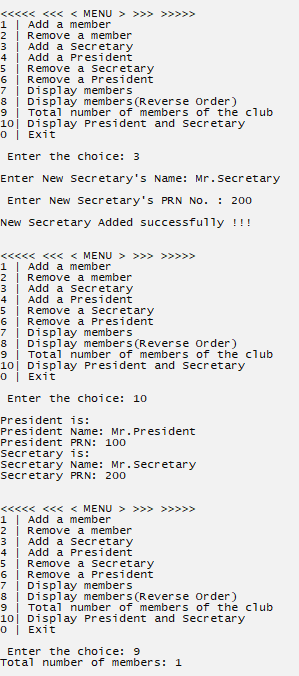 <<<<< <<< < MENU > >>> >>>>>
1 | Add a member
2 | Remove a member
3 | Add a Secretary
4 | Add a President
5 | Remove a Secretary
6 | Remove a President
7 | Display members
8 | Display members(Reverse Order)
9 | Total number of members of the club
10| Display President and Secretary
0 | Exit
Enter the choice: 3
Enter New Secretary's Name: Mr.Secretary
Enter New Secretary's PRN No. : 200
New Secretary Added successfully !!!
<<<<< <<< < MENU > >>> >>>>>
1 | Add a member
2 | Remove a member
3 | Add a Secretary
4 | Add a President
5 | Remove a Secretary
6 | Remove a President
7 | Display members
8 | Display members(Reverse Order)
9 | Total number of members of the club
10| Display President and Secretary
0 | Exit
Enter the choice: 10
President is:
President Name: Mr.President
President PRN: 100
Secretary is:
Secretary Name: Mr.Secretary
Secretary PRN: 200
<<<<< <<< < MENU > >>> >>>>>
1 | Add a member
2 | Remove a member
3 | Add a Secretary
4 | Add a President
5 | Remove a Secretary
6 | Remove a President
7 | Display members
8 | Display members(Reverse Order)
9 | Total number of members of the club
10| Display President and Secretary
0 | Exit
Enter the choice: 9
Total number of members: 1